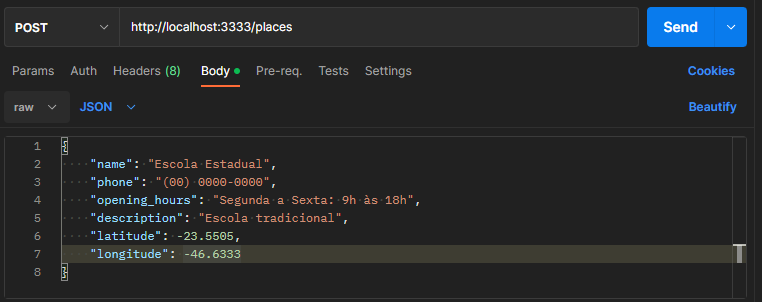 POST http://localhost:3333/places Send
Params Auth Headers (8) Body Pre-req. Tests Settings Cookies
raw JSON Beautify
1 {
2 "name": "Escola Estadual",
3 "phone": "(00) 0000-0000",
4 "opening_hours": "Segunda a Sexta: 9h às 18h",
5 "description": "Escola tradicional",
6 "latitude": -23.5505,
7 "longitude": -46.6333
8 }